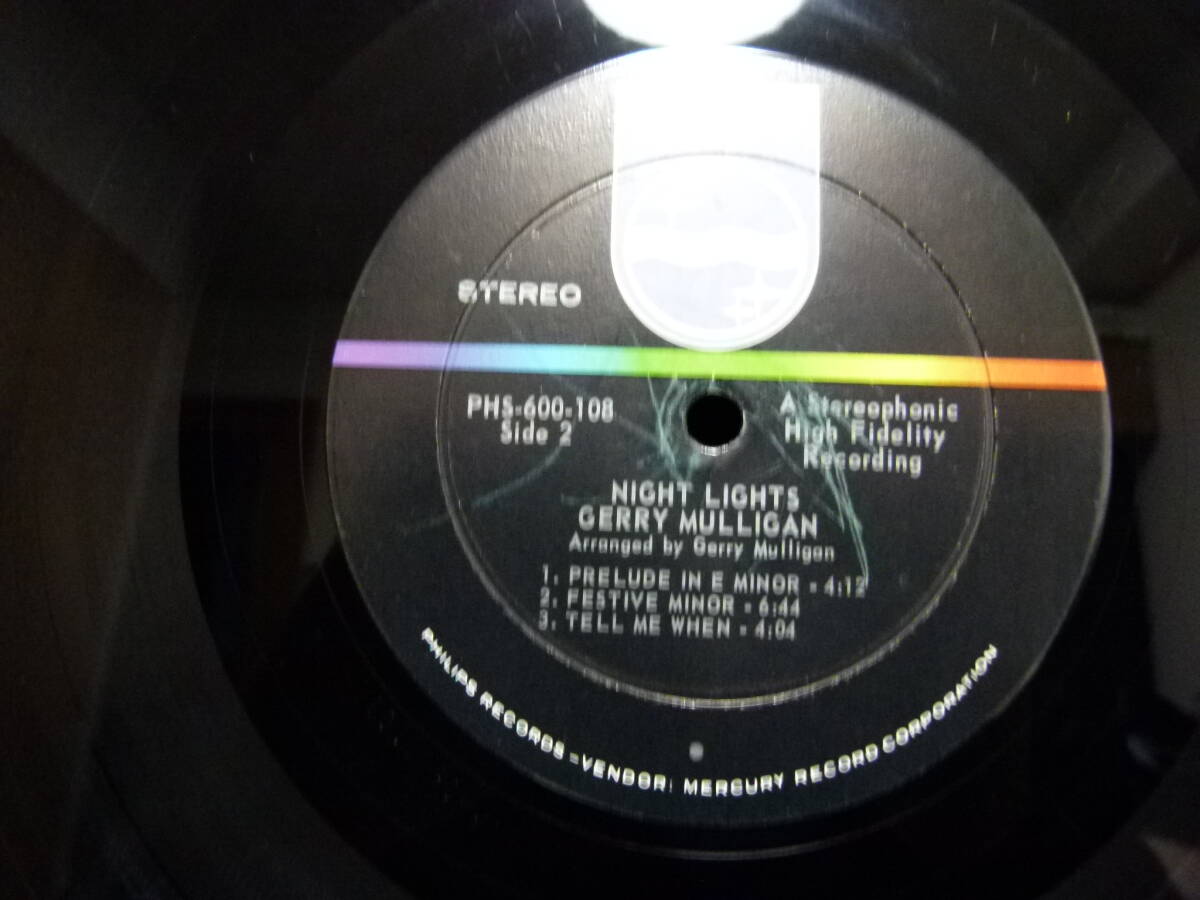 STEREO
PHS-600-108
Side 2
A Stereophonic
High Fidelity
Recording
NIGHT LIGHTS
GERRY MULLIGAN
Arranged by Gerry Mulligan
1. PRELUDE IN E MINOR - 4:12
2. FESTIVE MINOR - 6:44
3. TELL ME WHEN - 4:04
PHILIPS RECORDS - VENDOR: MERCURY RECORD CORPORATION